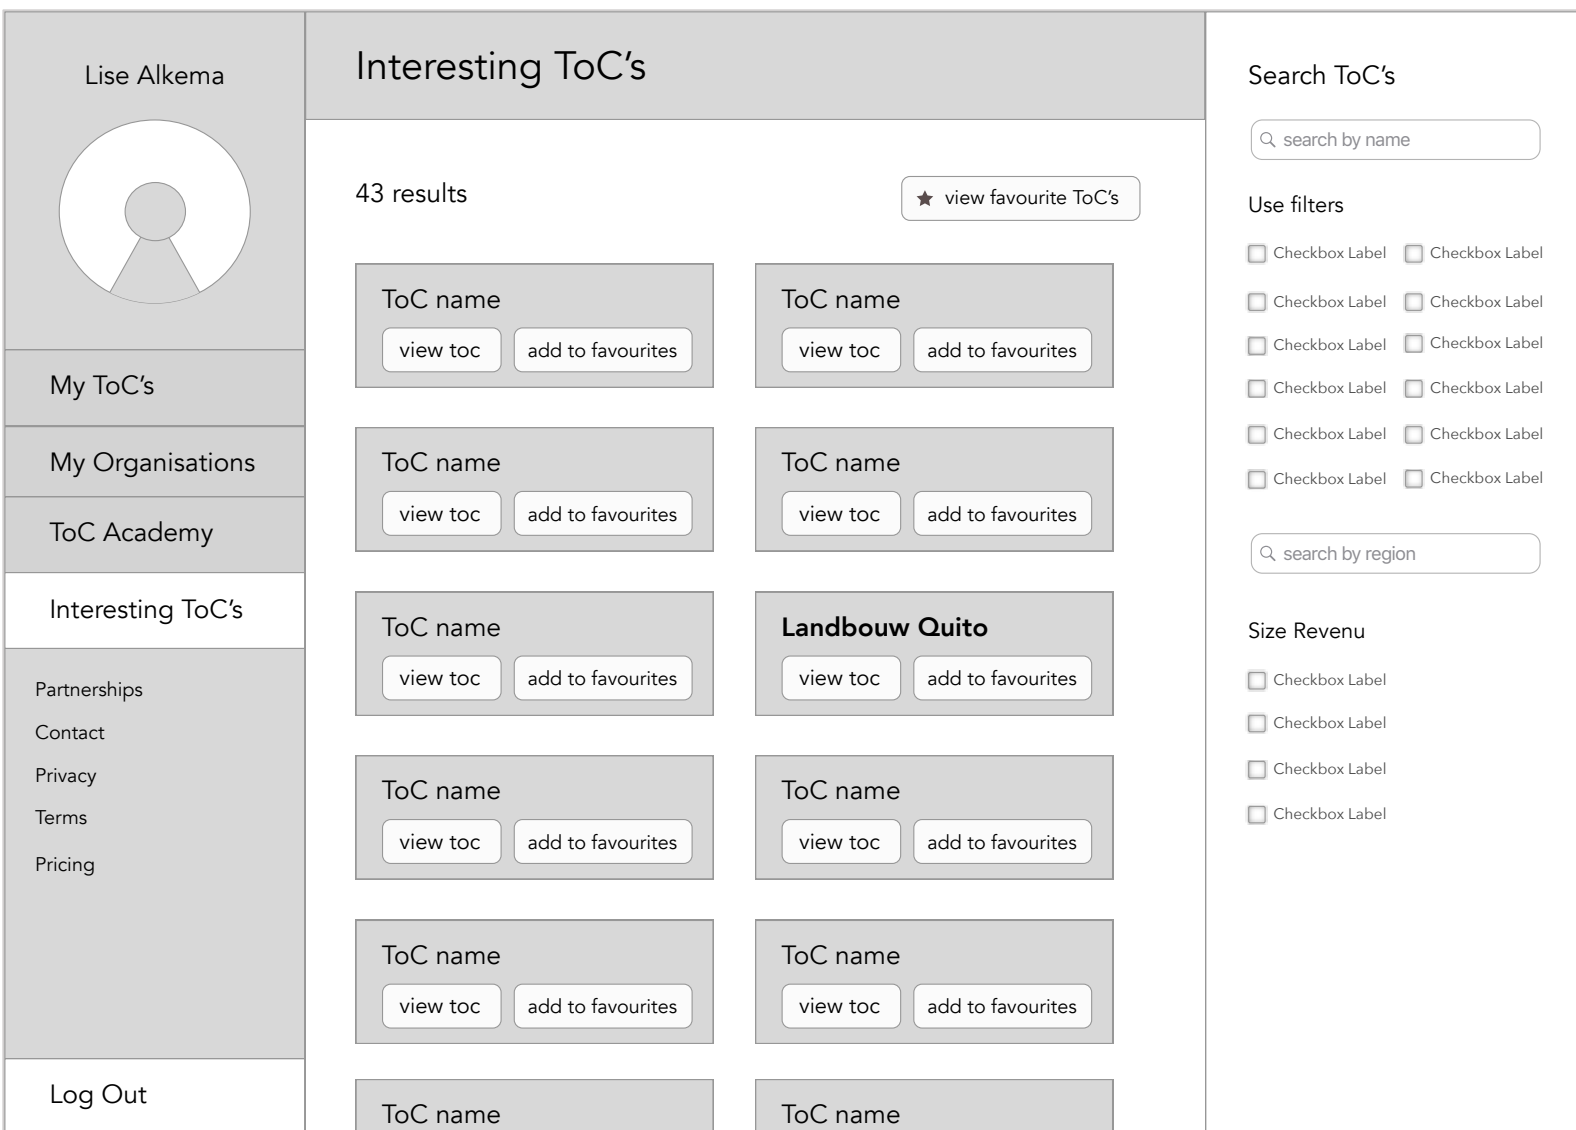 Lise Alkema
My ToC's
My Organisations
ToC Academy
Interesting ToC's
Partnerships
Contact
Privacy
Terms
Pricing
Log Out
Interesting ToC's
43 results
view favourite ToC's
ToC name
view toc add to favourites
ToC name
view toc add to favourites
ToC name
view toc add to favourites
ToC name
view toc add to favourites
ToC name
view toc add to favourites
Landbouw Quito
view toc add to favourites
ToC name
view toc add to favourites
ToC name
view toc add to favourites
ToC name
view toc add to favourites
ToC name
view toc add to favourites
ToC name
ToC name
Search ToC's
search by name
Use filters
Checkbox Label Checkbox Label
Checkbox Label Checkbox Label
Checkbox Label Checkbox Label
Checkbox Label Checkbox Label
Checkbox Label Checkbox Label
Checkbox Label Checkbox Label
search by region
Size Revenu
Checkbox Label
Checkbox Label
Checkbox Label
Checkbox Label